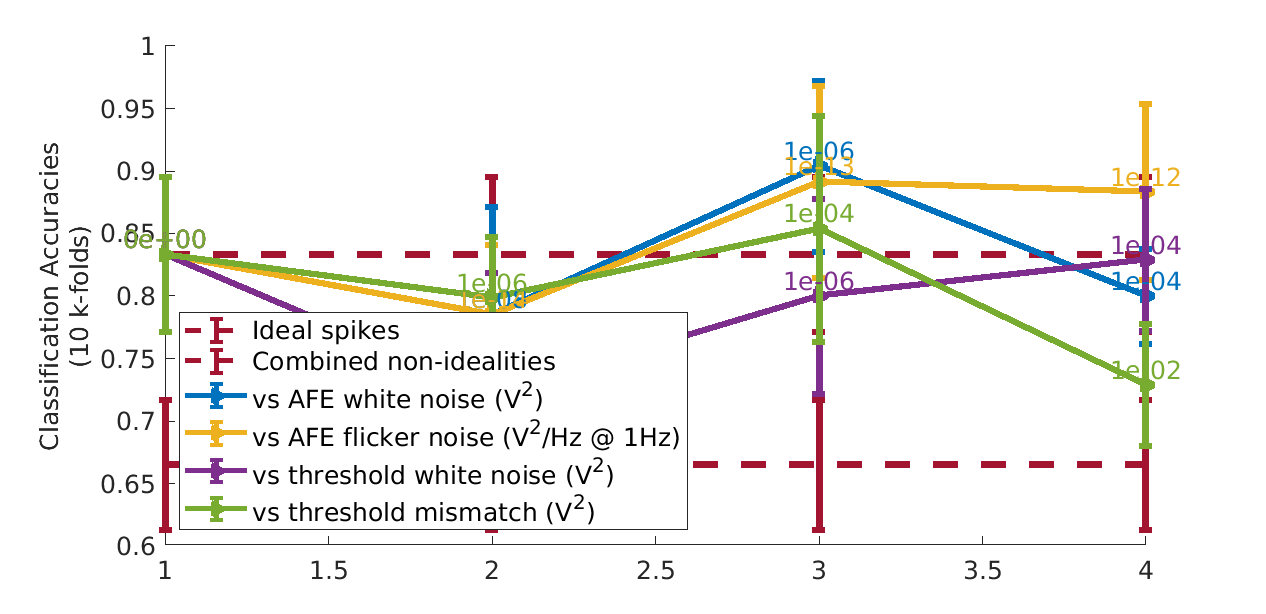 Classification Accuracies
(10 k-folds)
1
0.95
0.9
0.85
0.8
0.75
0.7
0.65
0.6
1e-06
1e-13
1e-12
1e-04
0e+00
1e-04
1e-06
1e-06
1e-04
1e-02
Ideal spikes
Combined non-idealities
vs AFE white noise (V²)
vs AFE flicker noise (V²/Hz @ 1Hz)
vs threshold white noise (V²)
vs threshold mismatch (V²)
1 1.5 2 2.5 3 3.5 4